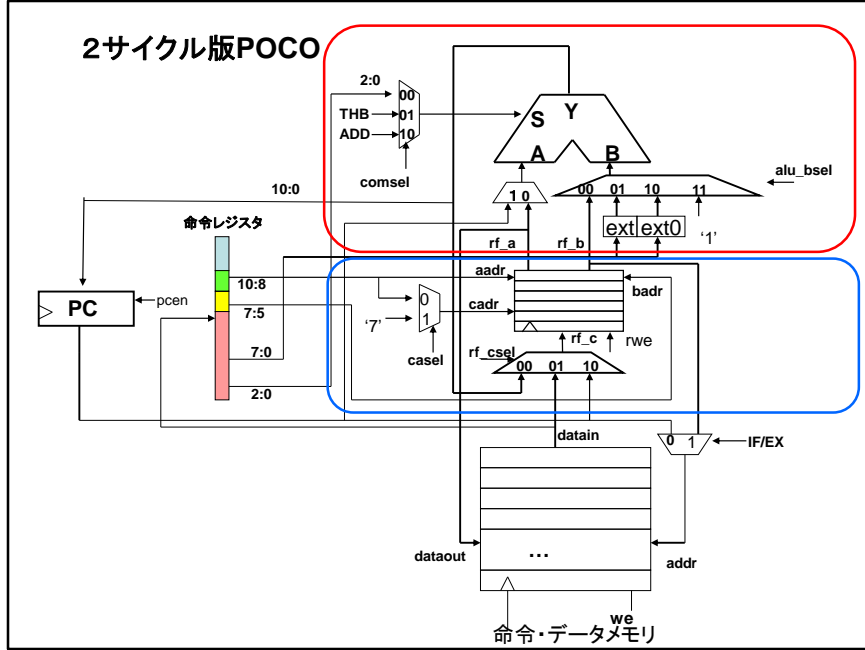 2サイクル版POCO
2:0
00
THB
01
ADD
10
S
Y
A
B
comsel
alu_bsel
10:0
1 0
00
01
10
11
命令レジスタ
ext
ext0
'1'
rf_a
rf_b
aadr
10:8
badr
PC
pcen
7:5
0
cadr
'7'
1
rf_c
rwe
casel
rf_csel
7:0
00
01
10
2:0
datain
0
1
IF/EX
dataout
...
addr
we
命令・データメモリ